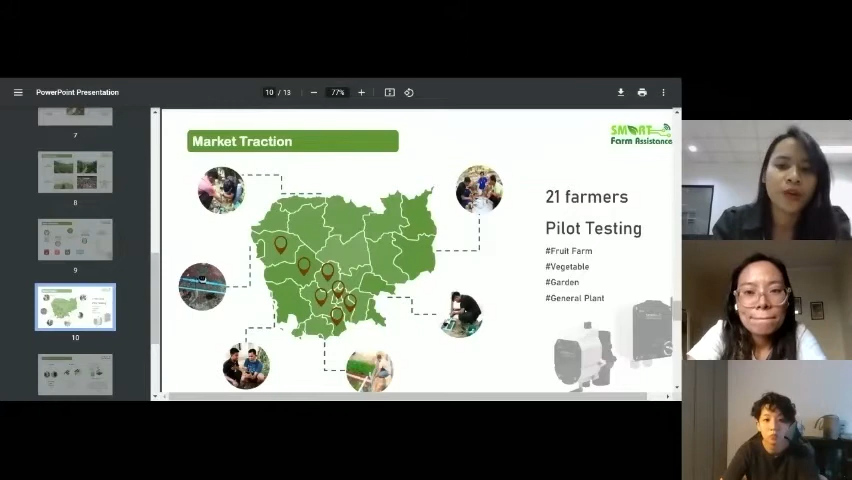 PowerPoint Presentation
10 / 13
77%
7
8
9
10
Market Traction
SMART
Farm Assistance
21 farmers
Pilot Testing
#Fruit Farm
#Vegetable
#Garden
#General Plant